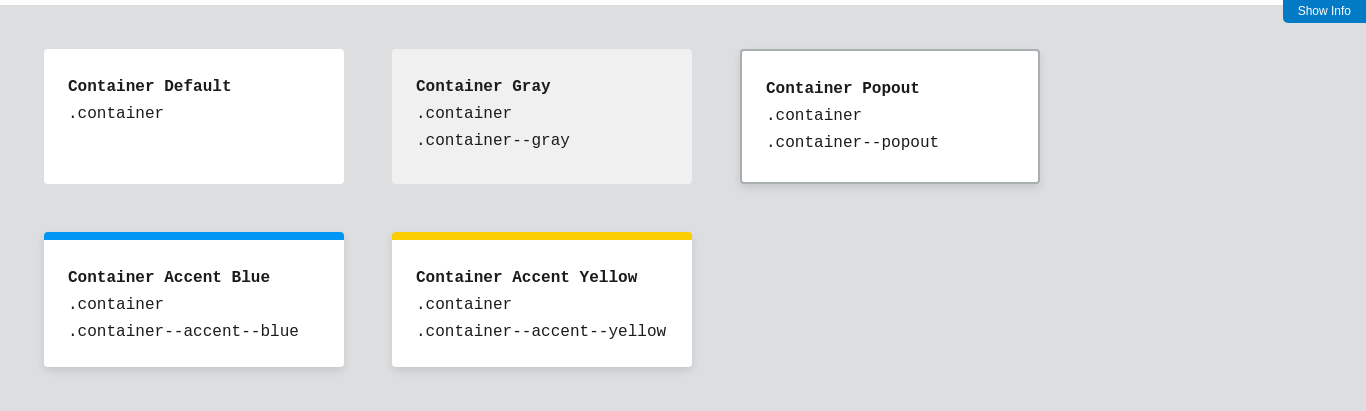 Show Info
Container Default
.container
Container Gray
.container
.container--gray
Container Popout
.container
.container--popout
Container Accent Blue
.container
.container--accent--blue
Container Accent Yellow
.container
.container--accent--yellow